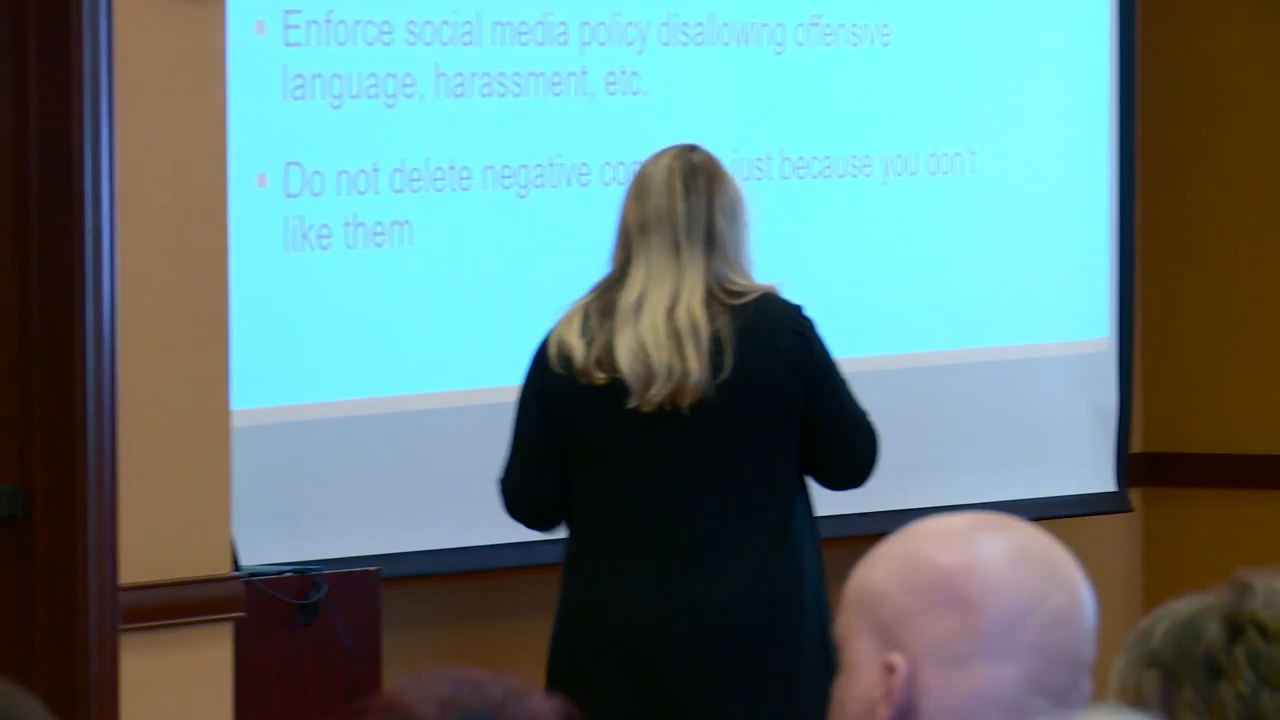 Enforce social media policy disallowing offensive
language, harassment, etc.
Do not delete negative just because you don't
like them